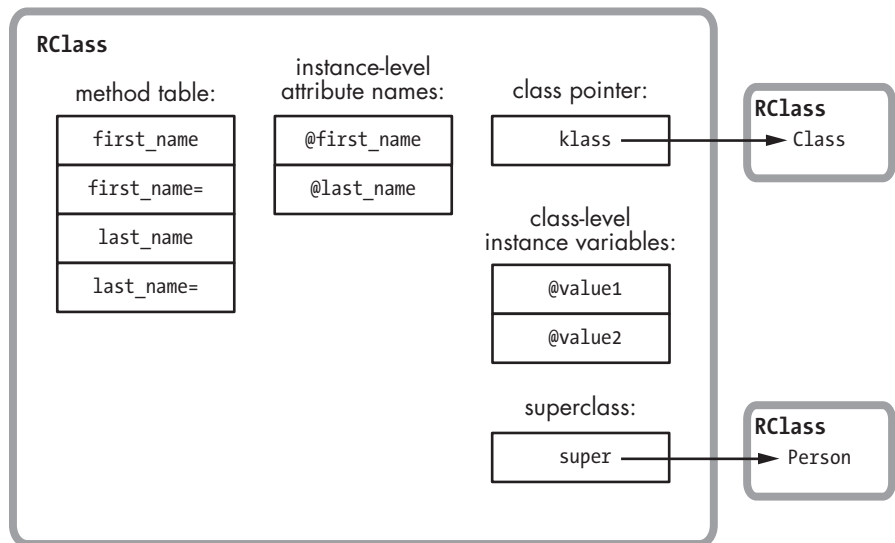 RClass
method table:
first_name
first_name=
last_name
last_name=
instance-level
attribute names:
@first_name
@last_name
class pointer:
klass
class-level
instance variables:
@value1
@value2
superclass:
super
RClass
Class
RClass
Person